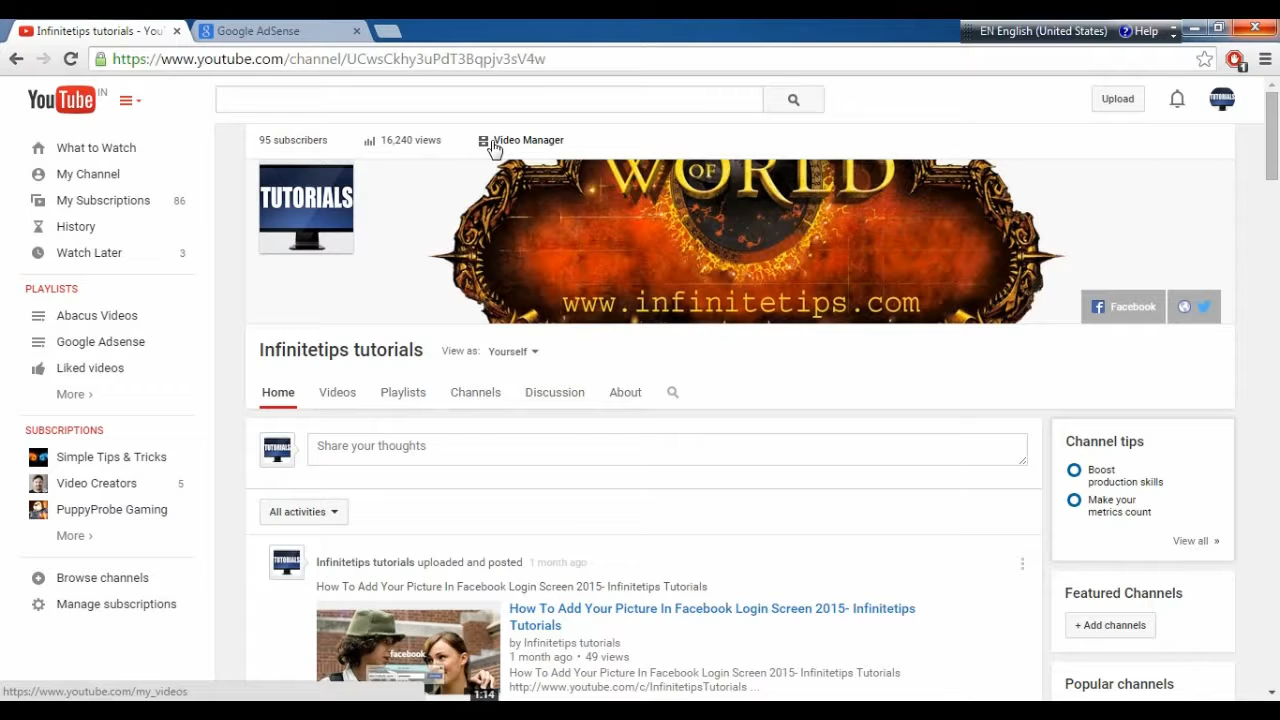 Infinitetips tutorials - You
Google AdSense
EN English (United States)
Help
https://www.youtube.com/channel/UCwsCkhy3uPdT3Bqpjv3sV4w
1
YouTube IN
Upload
TUTORIALS
What to Watch
My Channel
My Subscriptions 86
History
Watch Later 3
PLAYLISTS
Abacus Videos
Google Adsense
Liked videos
More ›
SUBSCRIPTIONS
Simple Tips & Tricks
Video Creators 5
PuppyProbe Gaming
More ›
Browse channels
Manage subscriptions
95 subscribers
16,240 views
Video Manager
TUTORIALS
WORLD
OF
www.infinitetips.com
Facebook
Infinitetips tutorials
View as: Yourself
Home Videos Playlists Channels Discussion About
TUTORIALS
Share your thoughts
All activities
TUTORIALS
Infinitetips tutorials uploaded and posted 1 month ago
How To Add Your Picture In Facebook Login Screen 2015- Infinitetips Tutorials
facebook
1:14
How To Add Your Picture In Facebook Login Screen 2015- Infinitetips
Tutorials
by Infinitetips tutorials
1 month ago • 49 views
How To Add Your Picture In Facebook Login Screen 2015- Infinitetips Tutorials
http://www.youtube.com/c/InfinitetipsTutorials ...
Channel tips
Boost
production skills
Make your
metrics count
View all »
Featured Channels
+ Add channels
Popular channels
https://www.youtube.com/my_videos